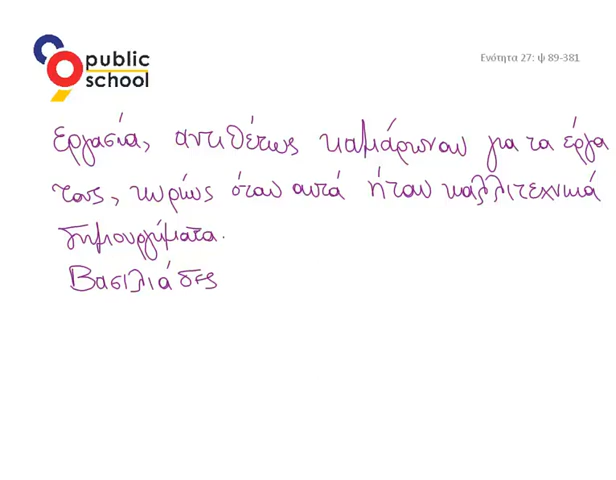 public
school
Ενότητα 27: ψ 89-381
εργασία, αντιθέτως καμάρωναν για τα έργα
τους, κυρίως όταν αυτά ήταν καλλιτεχνικά
δημιουργήματα.
Βασιλιάδες